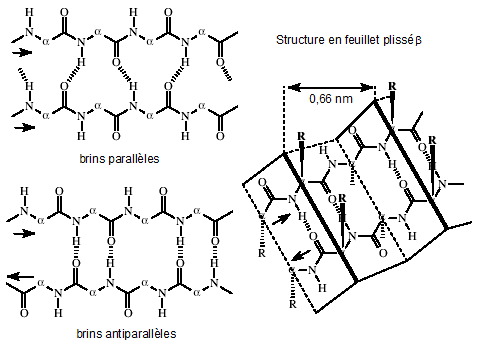 H O H O
N α N α N α N α
H O H O
H O H O
N α N α N α N α
H O H O
brins parallèles
H O H O
N α N α N α N α
H O H O
O H O H
α N α N α N α N
O H O H
brins antiparallèles
Structure en feuillet plissé β
0,66 nm
R
R
R
R
R